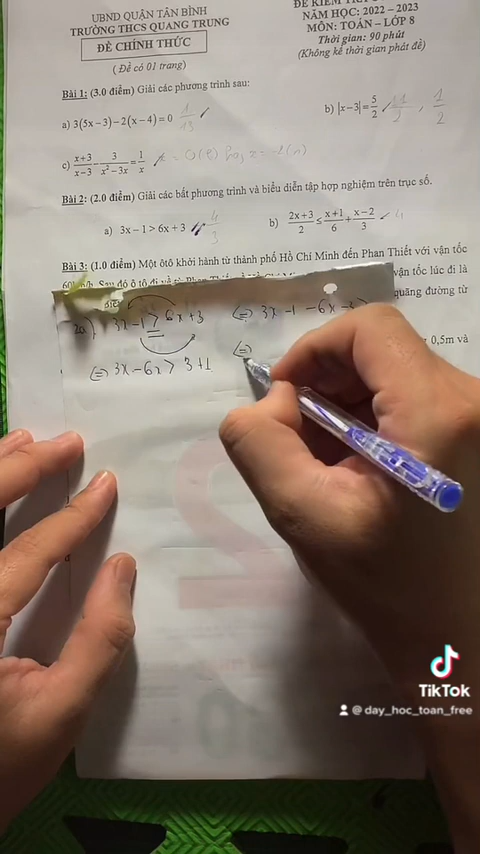 UBND QUẬN TÂN BÌNH
TRƯỜNG THCS QUANG TRUNG
ĐỀ CHÍNH THỨC
(Đề có 01 trang)
NĂM HỌC: 2022 – 2023
MÔN: TOÁN – LỚP 8
Thời gian: 90 phút
(Không kể thời gian phát đề)
Bài 1: (3.0 điểm) Giải các phương trình sau:
a) 3(5x−3)−2(x−4)=0 1/13
b) |x−3|=5/2 11/2 , 1/2
c) (x+3)/(x−3) − 3/(x²−3x) = 1/x
Bài 2: (2.0 điểm) Giải các bất phương trình và biểu diễn tập hợp nghiệm trên trục số.
a) 3x−1>6x+3
b) (2x+3)/2 ≤ (x+1)/6 + (x−2)/3
Bài 3: (1.0 điểm) Một ôtô khởi hành từ thành phố Hồ Chí Minh đến Phan Thiết với vận tốc
vận tốc lúc đi là
quãng đường từ
2a) 3x−1> 6x+3
(=) 3x−6x> 3+1
(=) 3x−1−6x−3>
(=)
0,5m và
TikTok
@day_hoc_toan_free